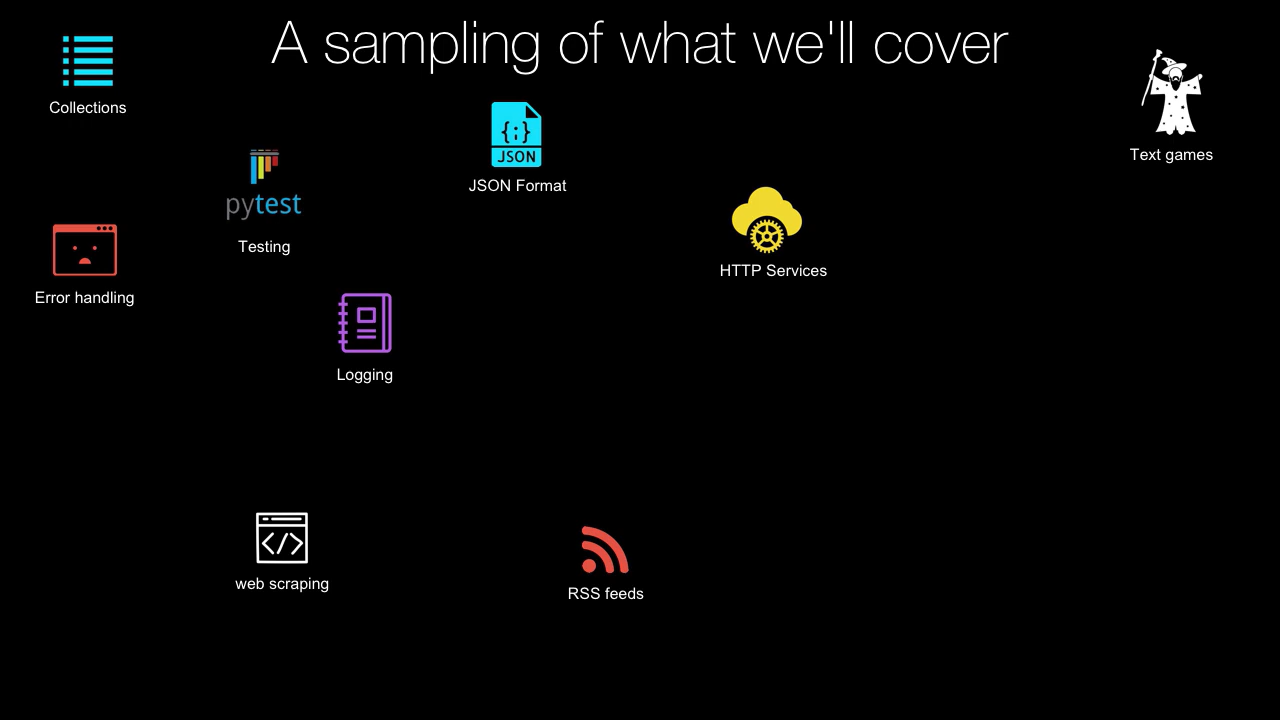 A sampling of what we'll cover
Collections
{:}
JSON
JSON Format
Text games
pytest
Testing
HTTP Services
Error handling
Logging
</>
web scraping
RSS feeds